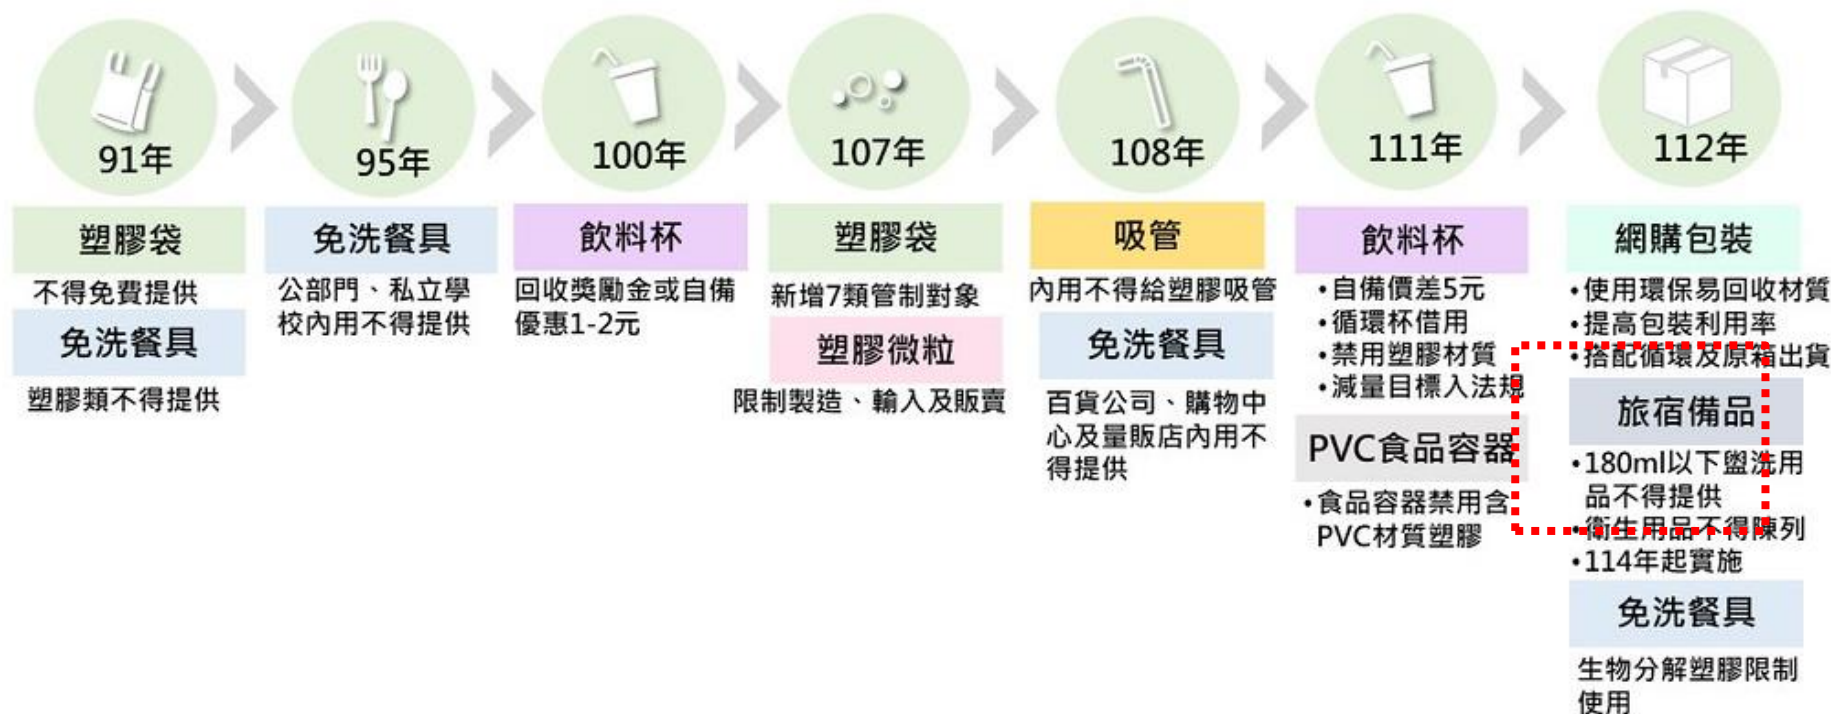 91年
塑膠袋
不得免費提供
免洗餐具
塑膠類不得提供
95年
免洗餐具
公部門、私立學
校內用不得提供
100年
飲料杯
回收獎勵金或自備
優惠1-2元
107年
塑膠袋
新增7類管制對象
塑膠微粒
限制製造、輸入及販賣
108年
吸管
內用不得給塑膠吸管
免洗餐具
百貨公司、購物中
心及量販店內用不
得提供
111年
飲料杯
•自備價差5元
•循環杯借用
•禁用塑膠材質
•減量目標入法規
PVC食品容器
•食品容器禁用含
PVC材質塑膠
112年
網購包裝
•使用環保易回收材質
•提高包裝利用率
•搭配循環及原箱出貨
旅宿備品
•180ml以下盥洗用
品不得提供
•衛生用品不得陳列
•114年起實施
免洗餐具
生物分解塑膠限制
使用